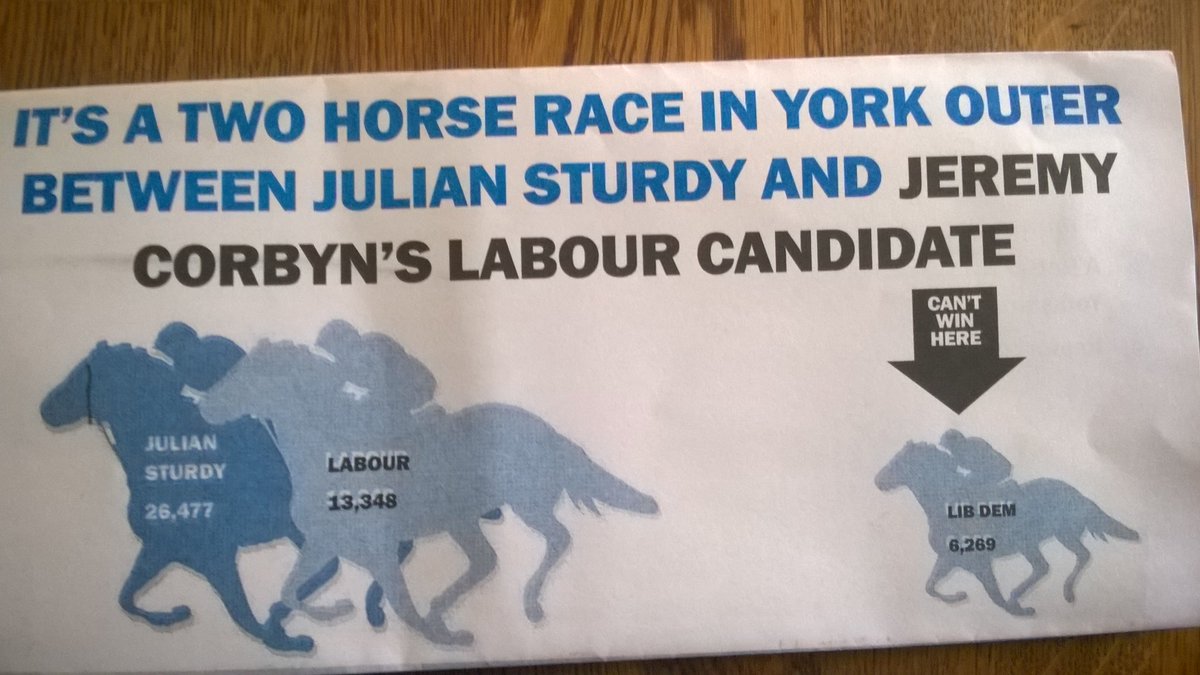 IT'S A TWO HORSE RACE IN YORK OUTER
BETWEEN JULIAN STURDY AND JEREMY
CORBYN'S LABOUR CANDIDATE
CAN'T
WIN
HERE
JULIAN
STURDY
26,477
LABOUR
13,348
LIB DEM
6,269